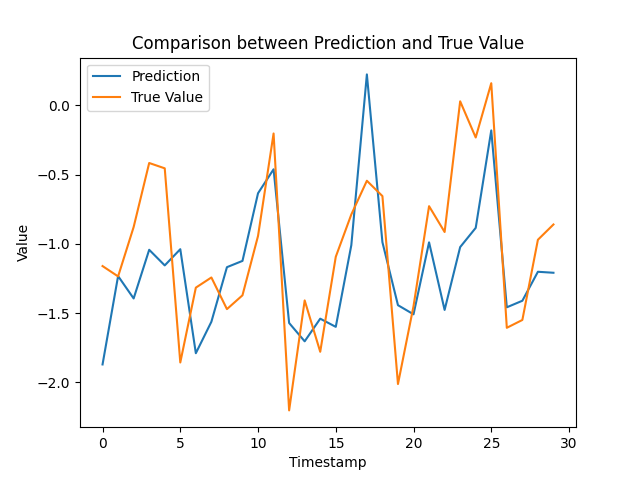 Comparison between Prediction and True Value
Prediction
True Value
0.0
−0.5
−1.0
−1.5
−2.0
Value
0 5 10 15 20 25 30
Timestamp